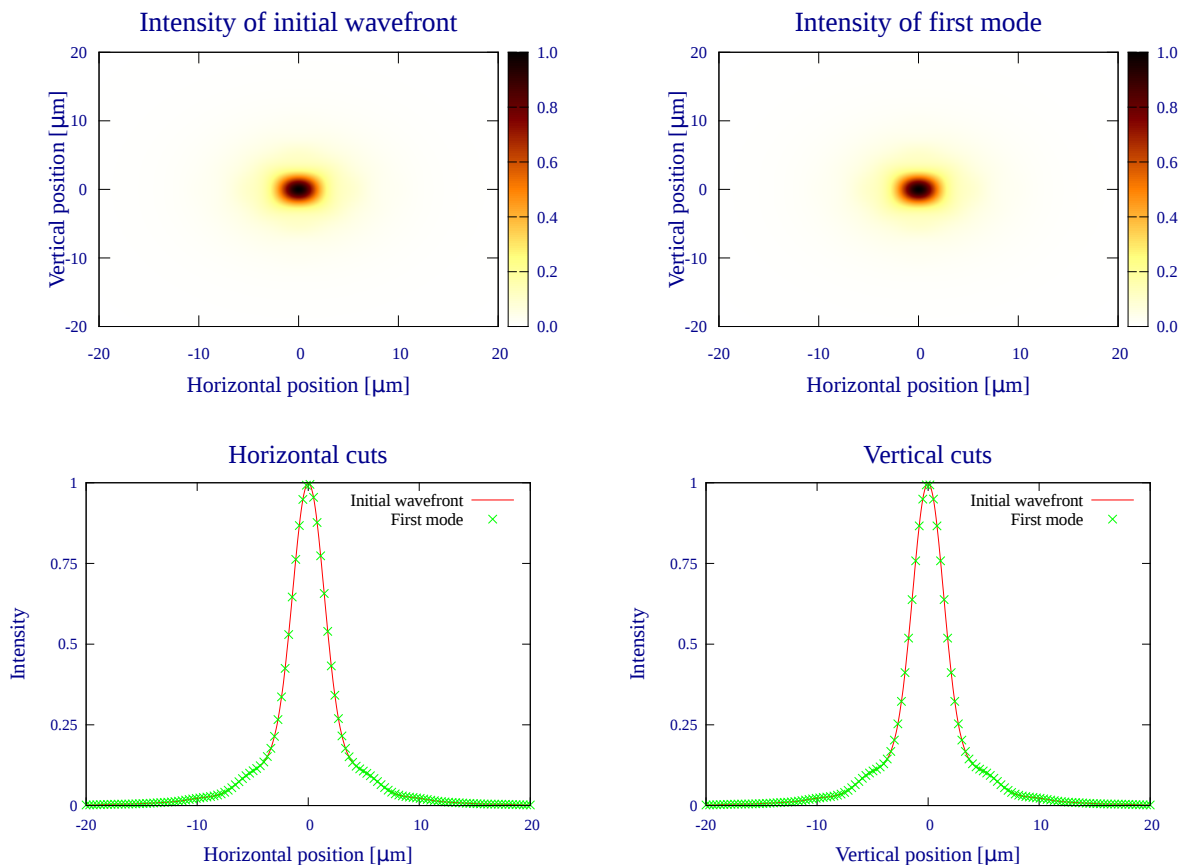 Intensity of initial wavefront
20
10
0
-10
-20
Vertical position [μm]
-20 -10 0 10 20
Horizontal position [μm]
1.0
0.8
0.6
0.4
0.2
0.0
Intensity of first mode
20
10
0
-10
-20
Vertical position [μm]
-20 -10 0 10 20
Horizontal position [μm]
1.0
0.8
0.6
0.4
0.2
0.0
Horizontal cuts
Initial wavefront
First mode
1
0.75
0.5
0.25
0
Intensity
-20 -10 0 10 20
Horizontal position [μm]
Vertical cuts
Initial wavefront
First mode
1
0.75
0.5
0.25
0
Intensity
-20 -10 0 10 20
Vertical position [μm]